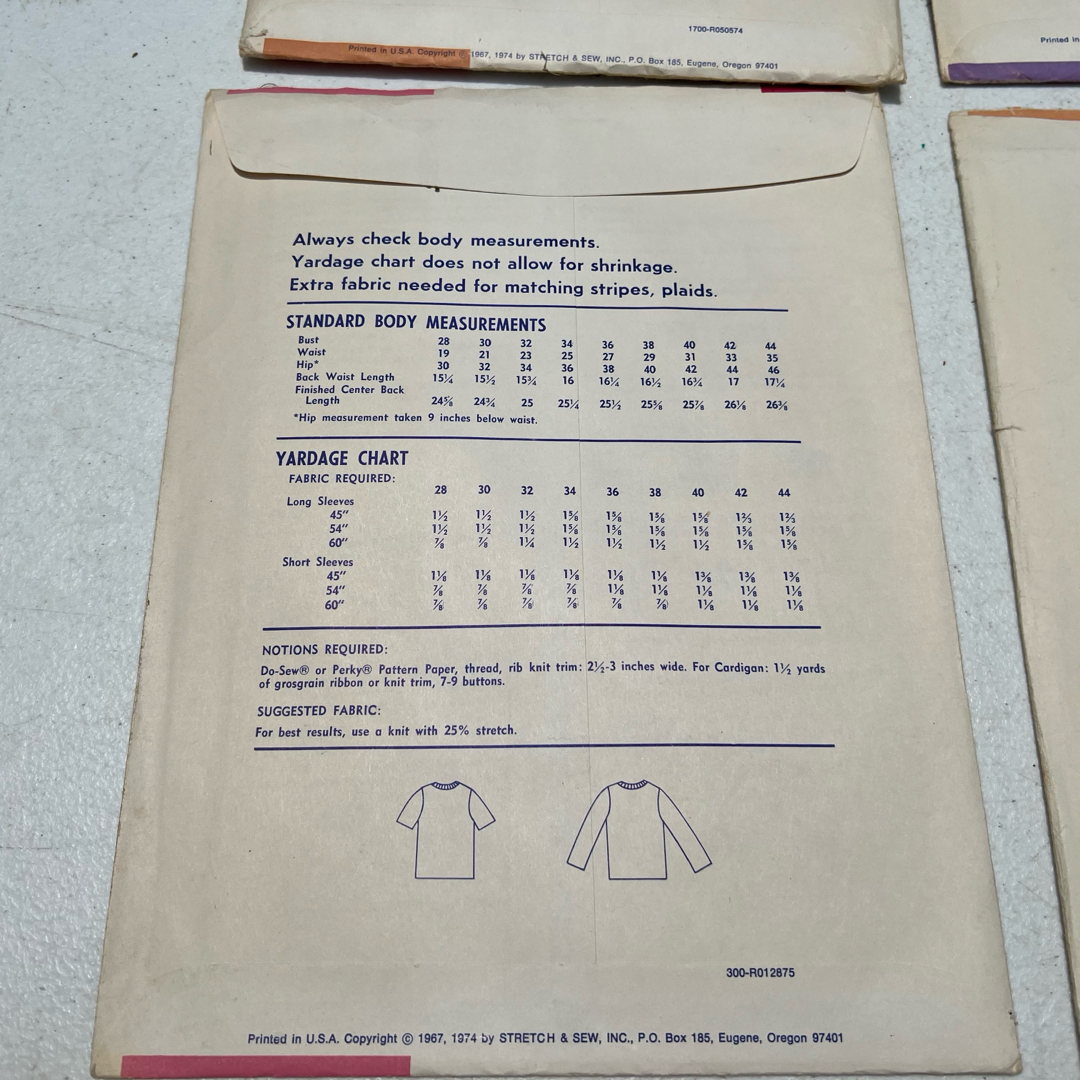 1700-R050574
Printed in U.S.A. Copyright © 1967, 1974 by STRETCH & SEW, INC., P.O. Box 185, Eugene, Oregon 97401
Printed in
Always check body measurements.
Yardage chart does not allow for shrinkage.
Extra fabric needed for matching stripes, plaids.
STANDARD BODY MEASUREMENTS
Bust 28 30 32 34 36 38 40 42 44
Waist 19 21 23 25 27 29 31 33 35
Hip* 30 32 34 36 38 40 42 44 46
Back Waist Length 15¼ 15½ 15¾ 16 16¼ 16½ 16¾ 17 17¼
Finished Center Back
Length 24⅝ 24¾ 25 25¼ 25½ 25⅝ 25⅞ 26⅛ 26⅜
*Hip measurement taken 9 inches below waist.
YARDAGE CHART
FABRIC REQUIRED:
28 30 32 34 36 38 40 42 44
Long Sleeves
45" 1½ 1½ 1½ 1⅝ 1⅝ 1⅝ 1⅝ 1⅔ 1⅔
54" 1½ 1½ 1½ 1⅝ 1⅝ 1⅝ 1⅝ 1⅝ 1⅝
60" ⅞ ⅞ 1¼ 1½ 1½ 1½ 1½ 1⅝ 1⅝
Short Sleeves
45" 1⅛ 1⅛ 1⅛ 1⅛ 1⅛ 1⅛ 1⅜ 1⅜ 1⅜
54" ⅞ ⅞ ⅞ ⅞ 1⅛ 1⅛ 1⅛ 1⅛ 1⅛
60" ⅞ ⅞ ⅞ ⅞ ⅞ ⅞ 1⅛ 1⅛ 1⅛
NOTIONS REQUIRED:
Do-Sew® or Perky® Pattern Paper, thread, rib knit trim: 2½-3 inches wide. For Cardigan: 1½ yards
of grosgrain ribbon or knit trim, 7-9 buttons.
SUGGESTED FABRIC:
For best results, use a knit with 25% stretch.
300-R012875
Printed in U.S.A. Copyright © 1967, 1974 by STRETCH & SEW, INC., P.O. Box 185, Eugene, Oregon 97401